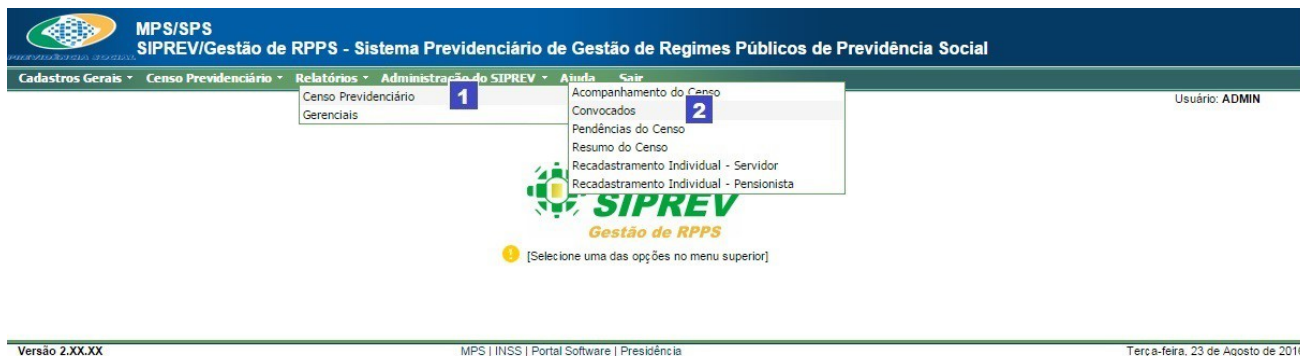 MPS/SPS
SIPREV/Gestão de RPPS - Sistema Previdenciário de Gestão de Regimes Públicos de Previdência Social
PREVIDÊNCIA SOCIAL
Cadastros Gerais Censo Previdenciário Relatórios Administração do SIPREV Ajuda Sair
Usuário: ADMIN
Censo Previdenciário 1
Gerenciais
Acompanhamento do Censo
Convocados 2
Pendências do Censo
Resumo do Censo
Recadastramento Individual - Servidor
Recadastramento Individual - Pensionista
SIPREV
Gestão de RPPS
[Selecione uma das opções no menu superior]
Versão 2.XX.XX MPS | INSS | Portal Software | Presidência Terça-feira, 23 de Agosto de 2016